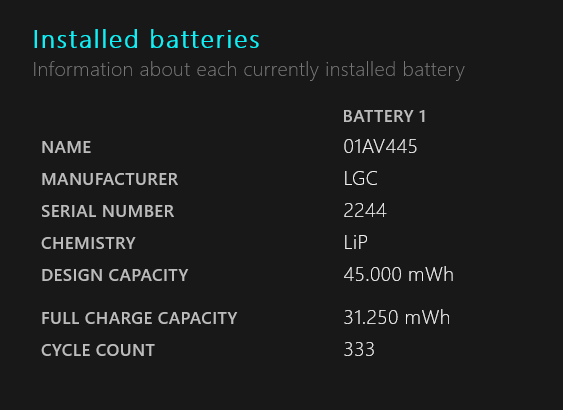 Installed batteries
Information about each currently installed battery
BATTERY 1
NAME 01AV445
MANUFACTURER LGC
SERIAL NUMBER 2244
CHEMISTRY LiP
DESIGN CAPACITY 45.000 mWh
FULL CHARGE CAPACITY 31.250 mWh
CYCLE COUNT 333